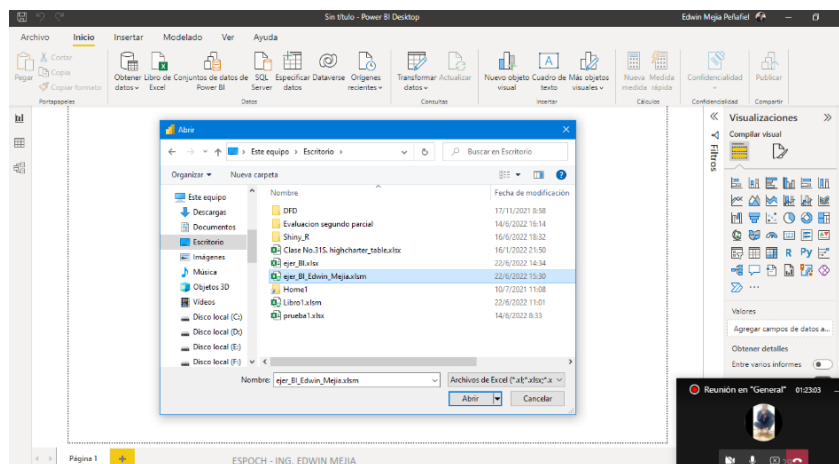 Sin título - Power BI Desktop
Edwin Mejia Peñafiel
Archivo Inicio Insertar Modelado Ver Ayuda
Pegar
Cortar
Copia
Copiar formato
Portapapeles
Obtener datos
Libro de Excel
Conjuntos de datos de Power BI
SQL Server
Especificar datos
Dataverse
Orígenes recientes
Datos
Transformar datos
Actualizar
Consultas
Nuevo objeto visual
Cuadro de texto
Más objetos visuales
Insertar
Nueva medida
Medida rápida
Cálculos
Confidencialidad
Confidencialidad
Publicar
Compartir
Abrir
Este equipo > Escritorio >
Buscar en Escritorio
Organizar
Nueva carpeta
Este equipo
Descargas
Documentos
Escritorio
Imágenes
Música
Objetos 3D
Vídeos
Disco local (C:)
Disco local (D:)
Disco local (E:)
Disco local (F:)
Nombre Fecha de modificación
DFD 17/11/2021 8:58
Evaluacion segundo parcial 14/6/2022 16:14
Shiny_R 16/6/2022 18:32
Clase No.315. highcharter_table.xlsx 16/1/2022 21:50
ejer_BI.xlsx 22/6/2022 14:34
ejer_BI_Edwin_Mejia.xlsm 22/6/2022 15:30
Home1 10/7/2021 11:08
Libro1.xlsm 22/6/2022 11:01
prueba1.xlsx 14/6/2022 8:33
Nombre: ejer_BI_Edwin_Mejia.xlsm
Archivos de Excel (*.xl;*.xlsx;*.x
Abrir
Cancelar
Filtros
Visualizaciones
Compilar visual
R Py
Valores
Agregar campos de datos a...
Obtener detalles
Entre varios informes
Reunión en "General" 01:23:03
Página 1
ESPOCH - ING. EDWIN MEJIA